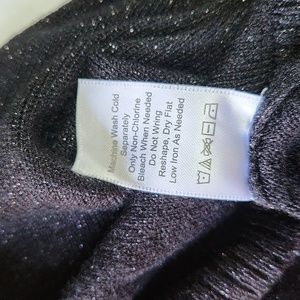 Machine Wash Cold
Separately
Only Non-Chlorine
Bleach When Needed
Do Not Wring
Reshape, Dry Flat
Low Iron As Needed